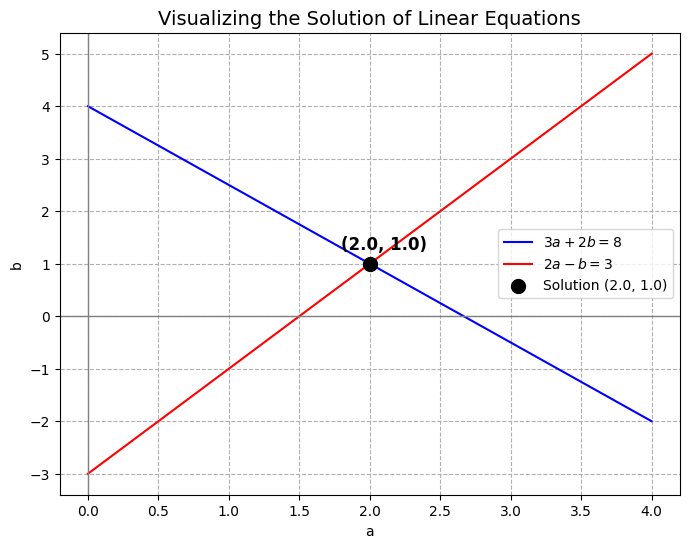 Visualizing the Solution of Linear Equations
b
5
4
3
2
1
0
−1
−2
−3
(2.0, 1.0)
3a + 2b = 8
2a − b = 3
Solution (2.0, 1.0)
0.0 0.5 1.0 1.5 2.0 2.5 3.0 3.5 4.0
a